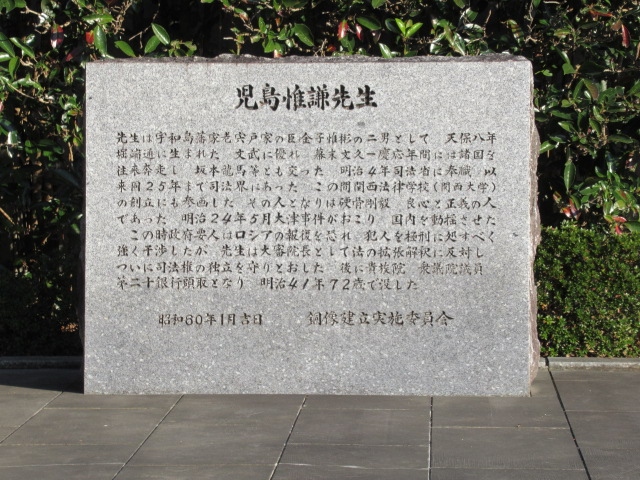 児島惟謙先生
先生は宇和島藩家老宍戸家の臣金子惟彬の二男として 天保八年
堀端通に生まれた 文武に優れ 幕末文久－慶応年間には諸国を
往来奔走し 坂本龍馬等とも交った 明治4年司法省に奉職 以
来同25年まで司法界にあった この間関西法律学校(関西大学)
の創立にも参画した その人となりは硬骨剛毅 良心と正義の人
であった 明治24年5月大津事件がおこり 国内を動揺させた
この時政府要人はロシアの報復を恐れ 犯人を極刑に処すべく
強く干渉したが 先生は大審院長として法の拡張解釈に反対し
ついに司法権の独立を守りとおした 後に貴族院 衆議院議員
第二十銀行頭取となり 明治41年72歳で没した
昭和60年1月吉日 銅像建立実施委員会